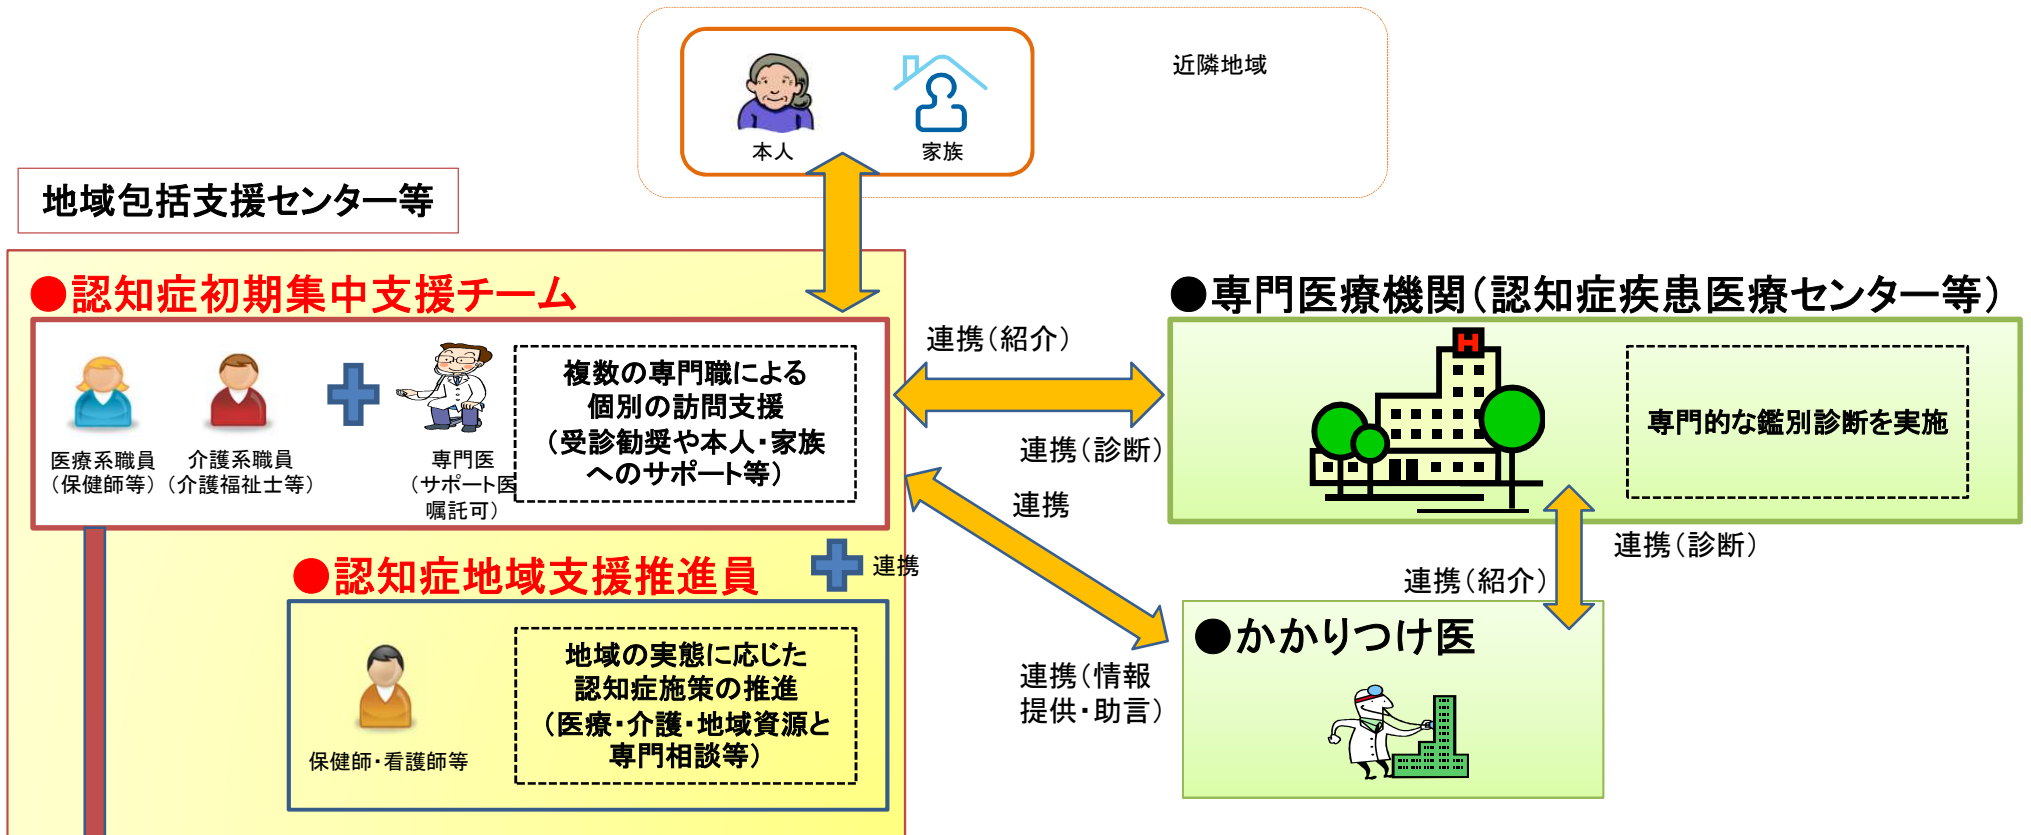 近隣地域
本人
家族
地域包括支援センター等
●認知症初期集中支援チーム
医療系職員
（保健師等）
介護系職員
（介護福祉士等）
専門医
（サポート医
嘱託可）
複数の専門職による
個別の訪問支援
（受診勧奨や本人・家族
へのサポート等）
連携
●認知症地域支援推進員
保健師・看護師等
地域の実態に応じた
認知症施策の推進
（医療・介護・地域資源と
専門相談等）
連携（紹介）
連携（診断）
連携
連携（情報
提供・助言）
●専門医療機関（認知症疾患医療センター等）
H
専門的な鑑別診断を実施
連携（診断）
連携（紹介）
●かかりつけ医